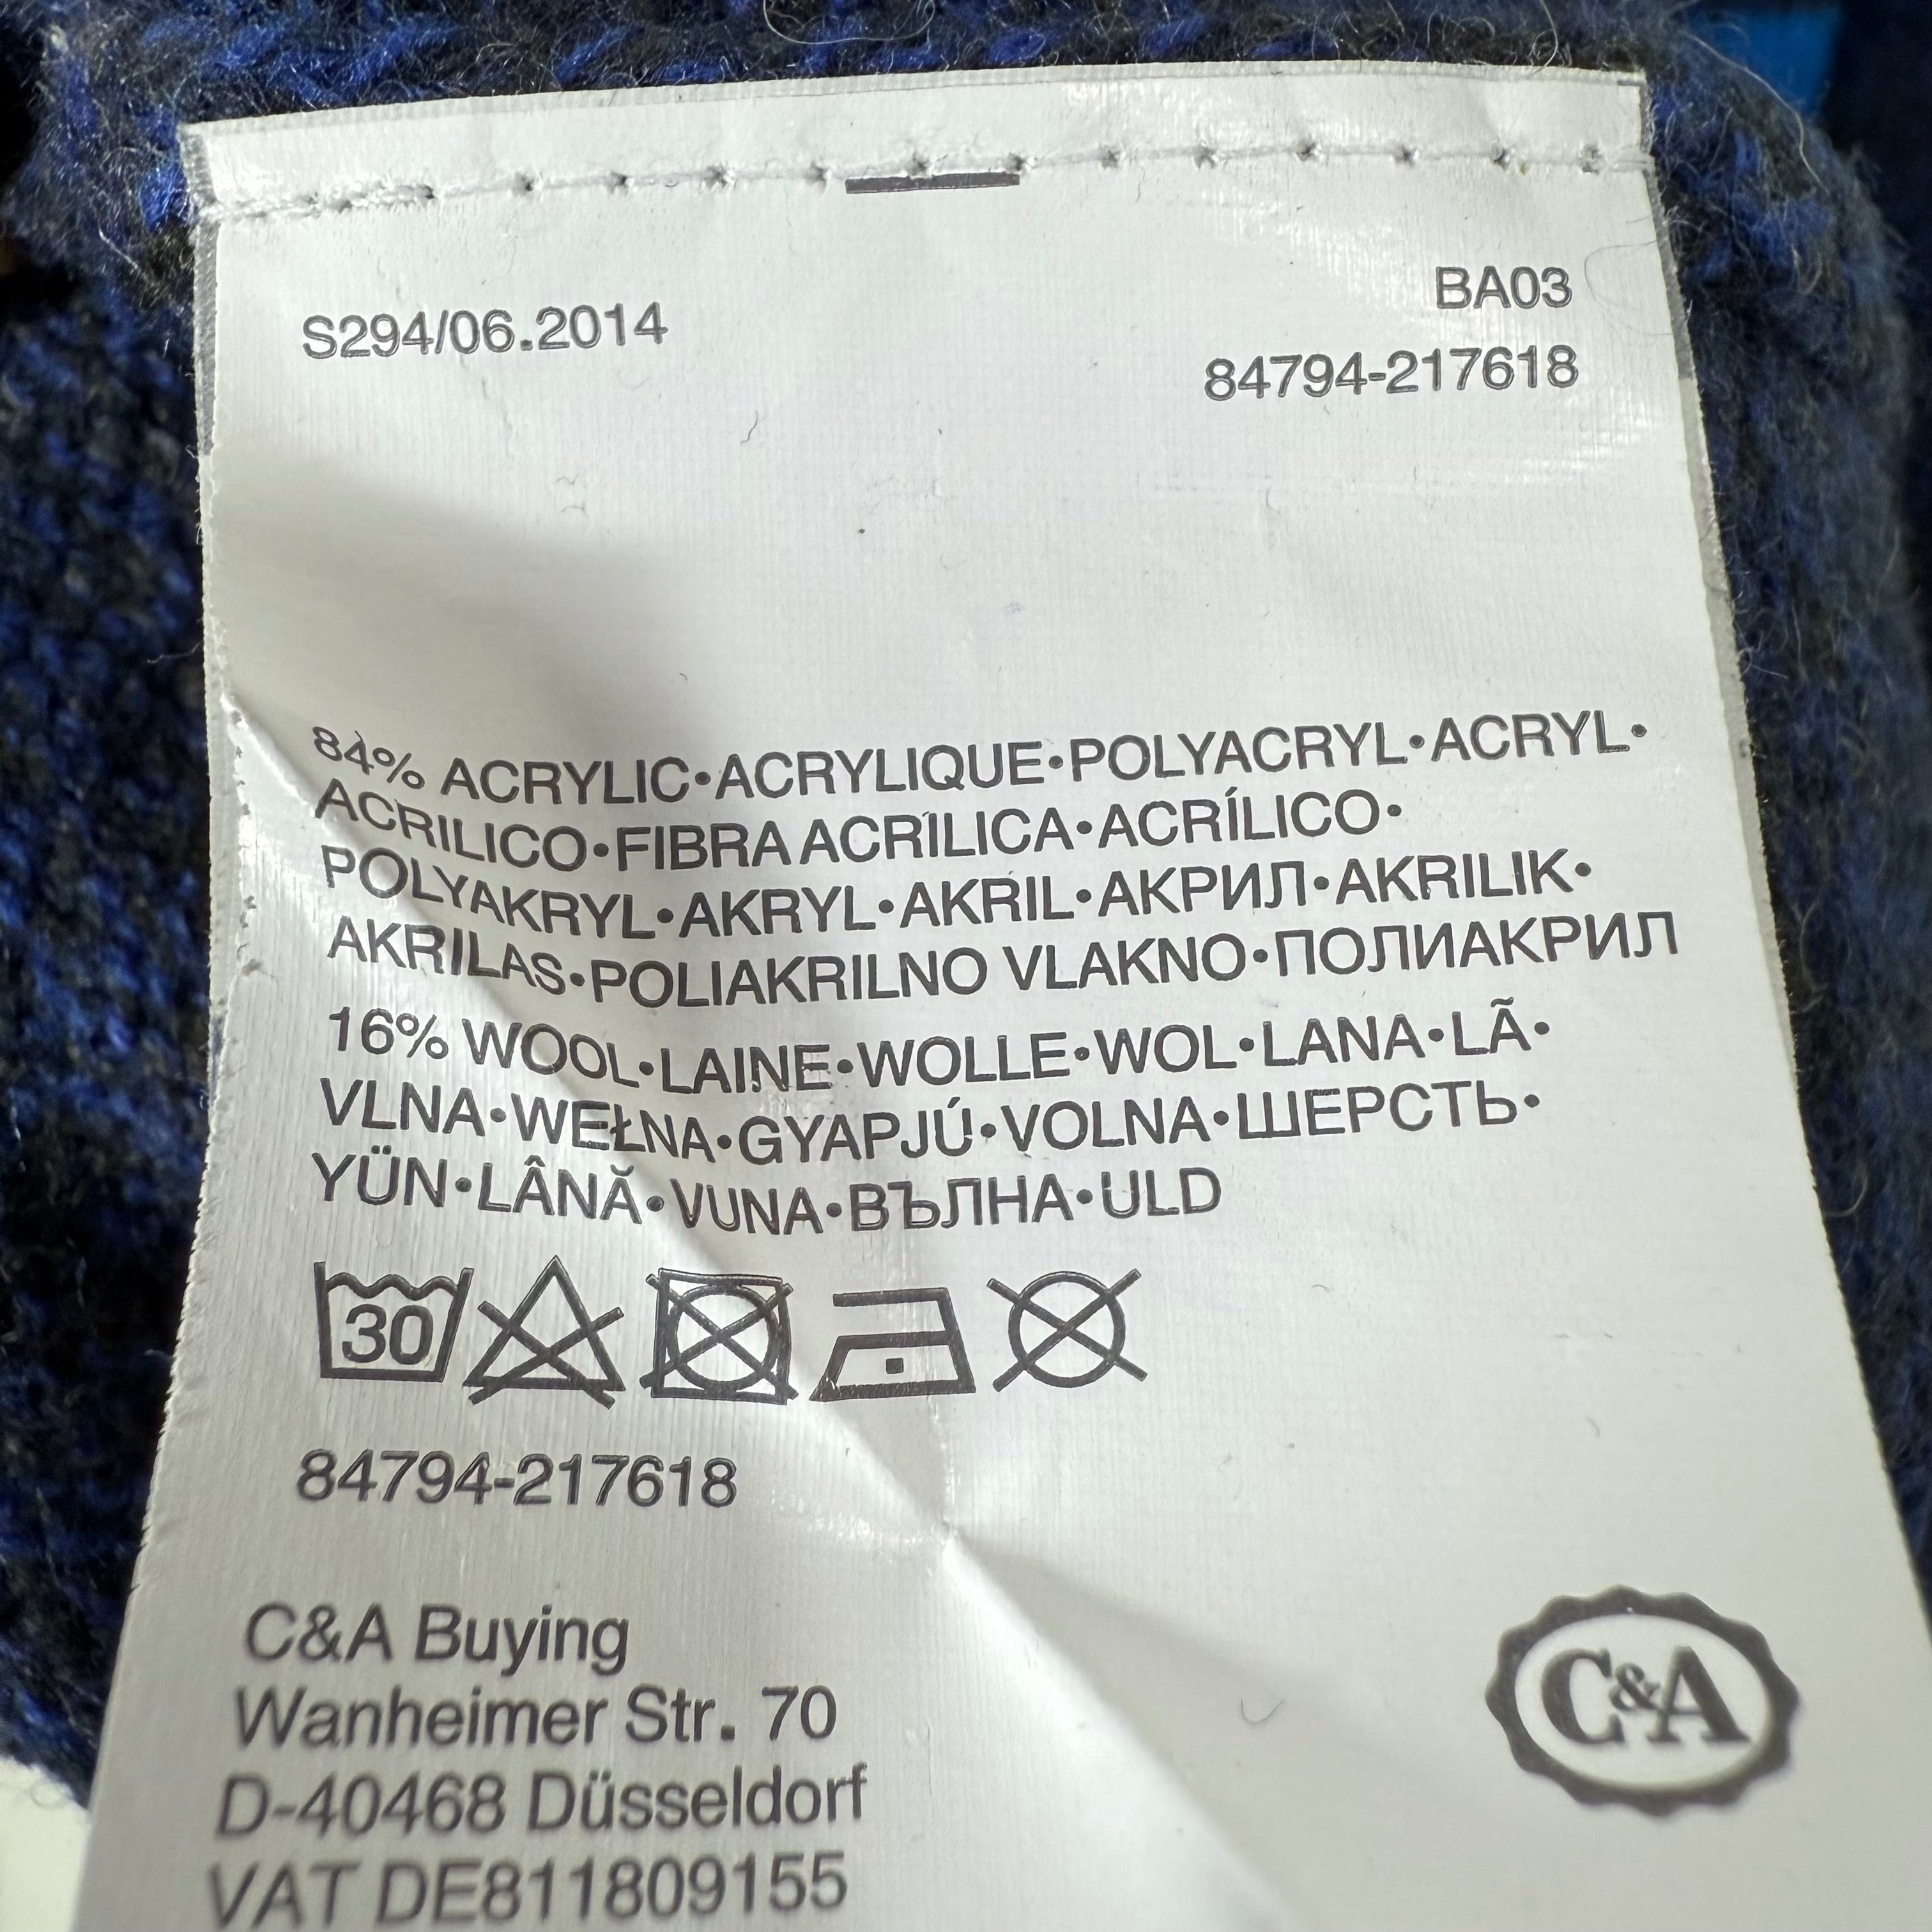 S294/06.2014
BA03
84794-217618
84% ACRYLIC•ACRYLIQUE•POLYACRYL•ACRYL•
ACRILICO•FIBRA ACRÌLICA•ACRÍLICO•
POLYAKRYL•AKRYL•AKRIL•АКРИЛ•AKRILIK•
AKRILAS•POLIAKRILNO VLAKNO•ПОЛИАКРИЛ
16% WOOL•LAINE•WOLLE•WOL•LANA•LÃ•
VLNA•WEŁNA•GYAPJÚ•VOLNA•ШЕРСТЬ•
YÜN•LÂNĂ•VUNA•ВЪЛНА•ULD
30
84794-217618
C&A Buying
Wanheimer Str. 70
D-40468 Düsseldorf
VAT DE811809155
C&A